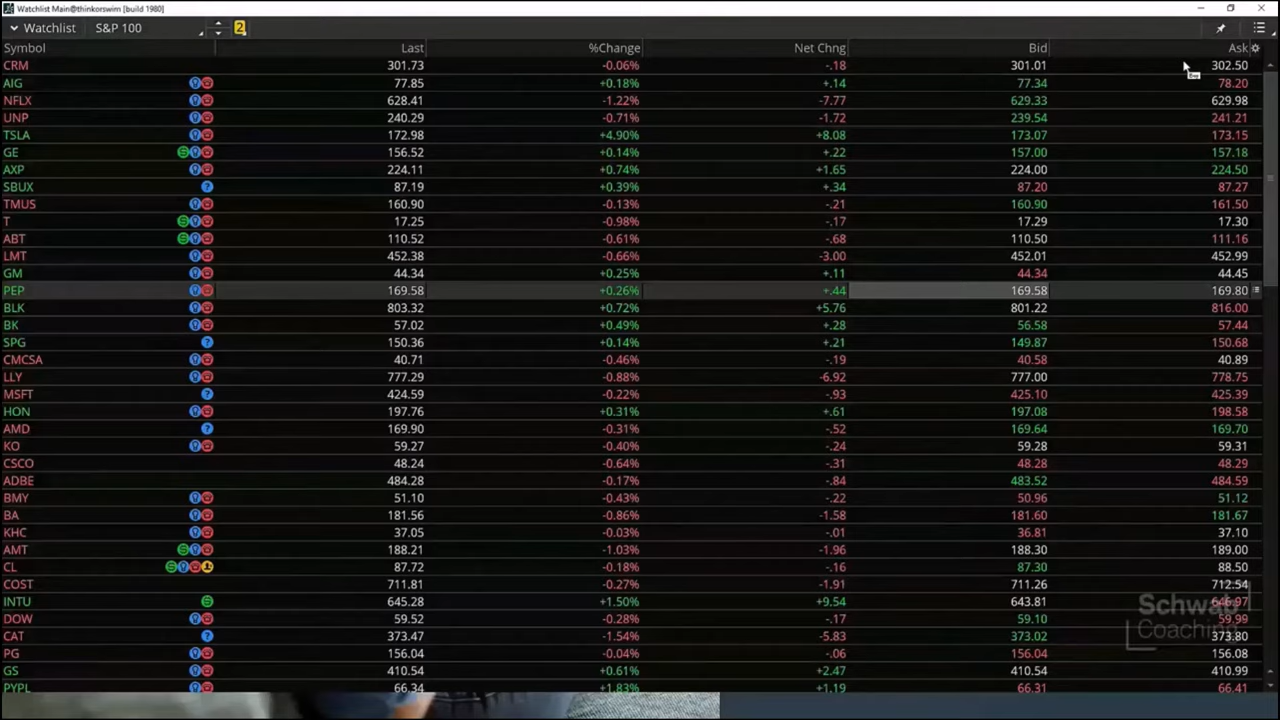 Watchlist Main@thinkorswim [build 1980]
Watchlist S&P 100 2
Symbol Last %Change Net Chng Bid Ask
CRM 301.73 -0.06% -.18 301.01 302.50
AIG 77.85 +0.18% +.14 77.34 78.20
NFLX 628.41 -1.22% -7.77 629.33 629.98
UNP 240.29 -0.71% -1.72 239.54 241.21
TSLA 172.98 +4.90% +8.08 173.07 173.15
GE 156.52 +0.14% +.22 157.00 157.18
AXP 224.11 +0.74% +1.65 224.00 224.50
SBUX 87.19 +0.39% +.34 87.20 87.27
TMUS 160.90 -0.13% -.21 160.90 161.50
T 17.25 -0.98% -.17 17.29 17.30
ABT 110.52 -0.61% -.68 110.50 111.16
LMT 452.38 -0.66% -3.00 452.01 452.99
GM 44.34 +0.25% +.11 44.34 44.45
PEP 169.58 +0.26% +.44 169.58 169.80
BLK 803.32 +0.72% +5.76 801.22 816.00
BK 57.02 +0.49% +.28 56.58 57.44
SPG 150.36 +0.14% +.21 149.87 150.68
CMCSA 40.71 -0.46% -.19 40.58 40.89
LLY 777.29 -0.88% -6.92 777.00 778.75
MSFT 424.59 -0.22% -.93 425.10 425.39
HON 197.76 +0.31% +.61 197.08 198.58
AMD 169.90 -0.31% -.52 169.64 169.70
KO 59.27 -0.40% -.24 59.28 59.31
CSCO 48.24 -0.64% -.31 48.28 48.29
ADBE 484.28 -0.17% -.84 483.52 484.59
BMY 51.10 -0.43% -.22 50.96 51.12
BA 181.56 -0.86% -1.58 181.60 181.67
KHC 37.05 -0.03% -.01 36.81 37.10
AMT 188.21 -1.03% -1.96 188.30 189.00
CL 87.72 -0.18% -.16 87.30 88.50
COST 711.81 -0.27% -1.91 711.26 712.54
INTU 645.28 +1.50% +9.54 643.81 646.97
DOW 59.52 -0.28% -.17 59.10 59.99
CAT 373.47 -1.54% -5.83 373.02 373.80
PG 156.04 -0.04% -.06 156.04 156.08
GS 410.54 +0.61% +2.47 410.54 410.99
PYPL 66.34 +1.83% +1.19 66.31 66.41
Schwab
Coaching